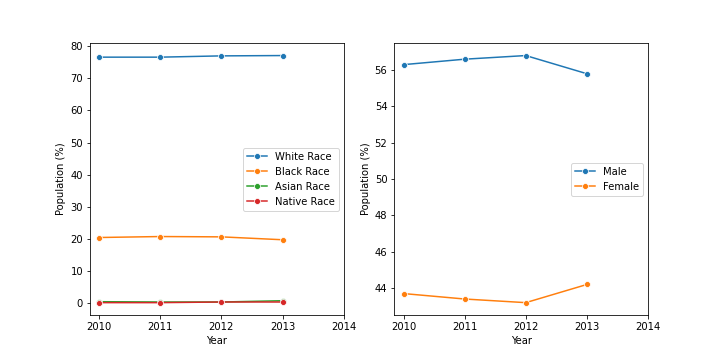 80
70
60
50
40
30
20
10
0
Population (%)
2010 2011 2012 2013 2014
Year
White Race
Black Race
Asian Race
Native Race
56
54
52
50
48
46
44
Population (%)
2010 2011 2012 2013 2014
Year
Male
Female